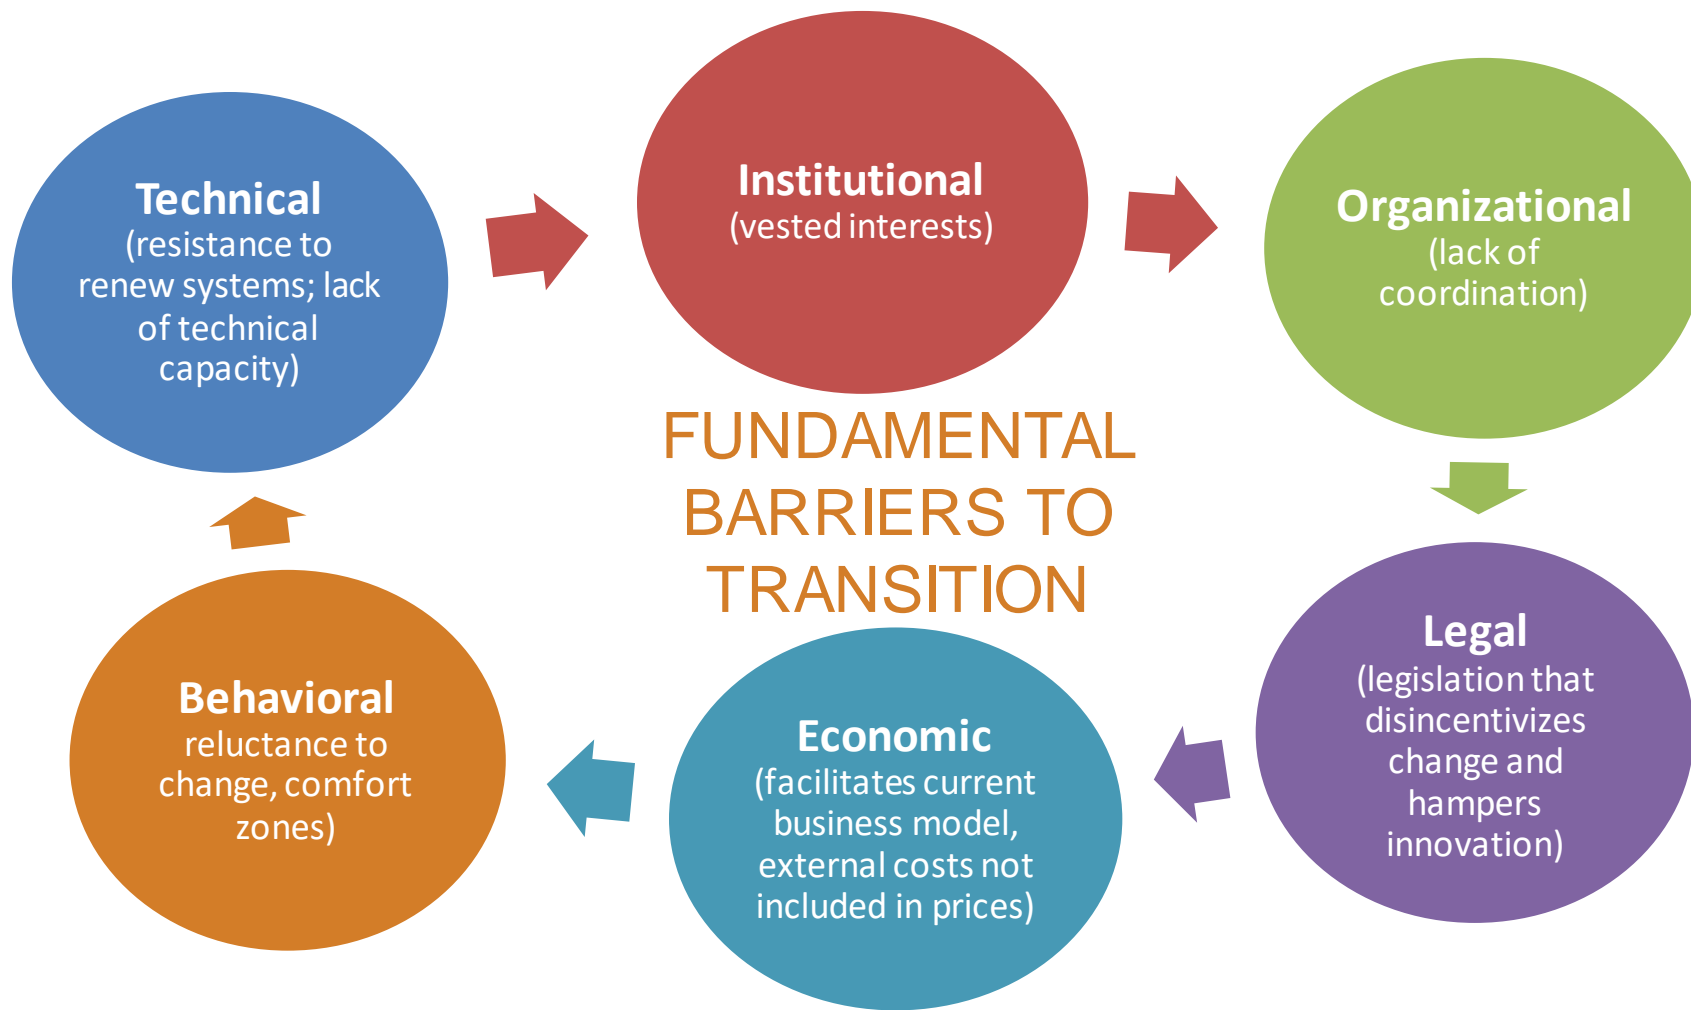 Technical
(resistance to
renew systems; lack
of technical
capacity)
Institutional
(vested interests)
Organizational
(lack of
coordination)
FUNDAMENTAL
BARRIERS TO
TRANSITION
Legal
(legislation that
disincentivizes
change and
hampers
innovation)
Economic
(facilitates current
business model,
external costs not
included in prices)
Behavioral
reluctance to
change, comfort
zones)